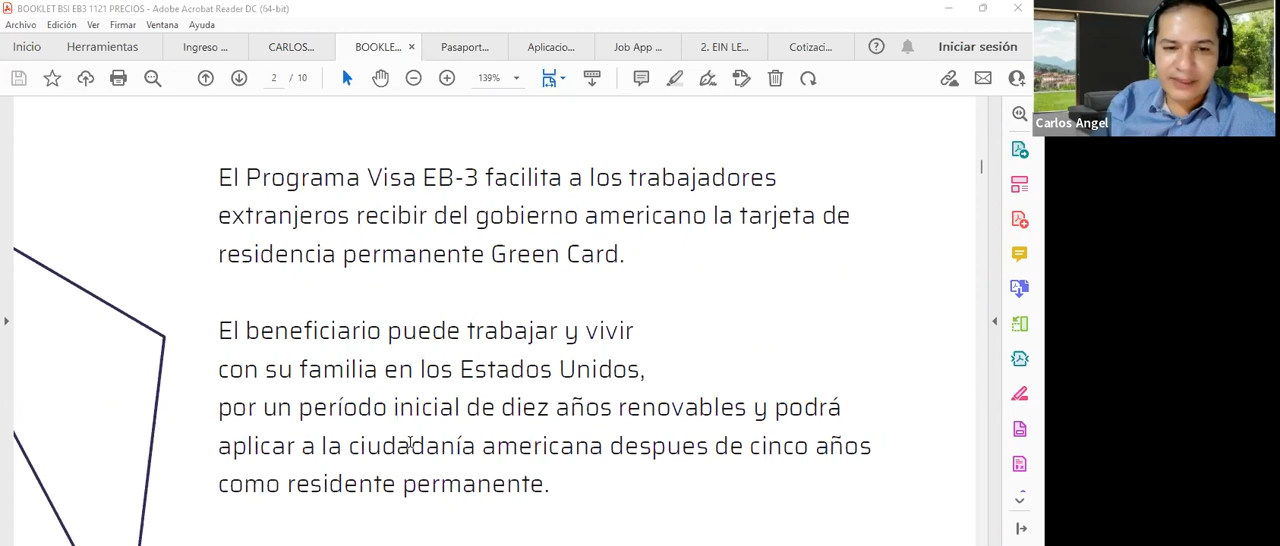 BOOKLET BSI EB3 1121 PRECIOS - Adobe Acrobat Reader DC (64-bit)
Archivo Edición Ver Firmar Ventana Ayuda
Inicio Herramientas Ingreso ... CARLOS... BOOKLE... × Pasaport... Aplicacio... Job App ... 2. EIN LE... Cotizaci... Iniciar sesión
2 / 10 139%
Carlos Angel
El Programa Visa EB-3 facilita a los trabajadores
extranjeros recibir del gobierno americano la tarjeta de
residencia permanente Green Card.
El beneficiario puede trabajar y vivir
con su familia en los Estados Unidos,
por un período inicial de diez años renovables y podrá
aplicar a la ciudadanía americana despues de cinco años
como residente permanente.